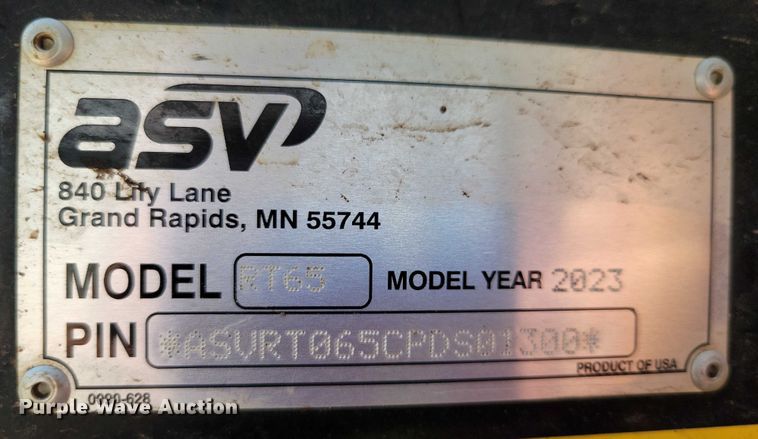 asv
840 Lily Lane
Grand Rapids, MN 55744
MODEL RT65 MODEL YEAR 2023
PIN *ASVRT065CPDS01300*
PRODUCT OF USA
0990-628
Purple Wave Auction